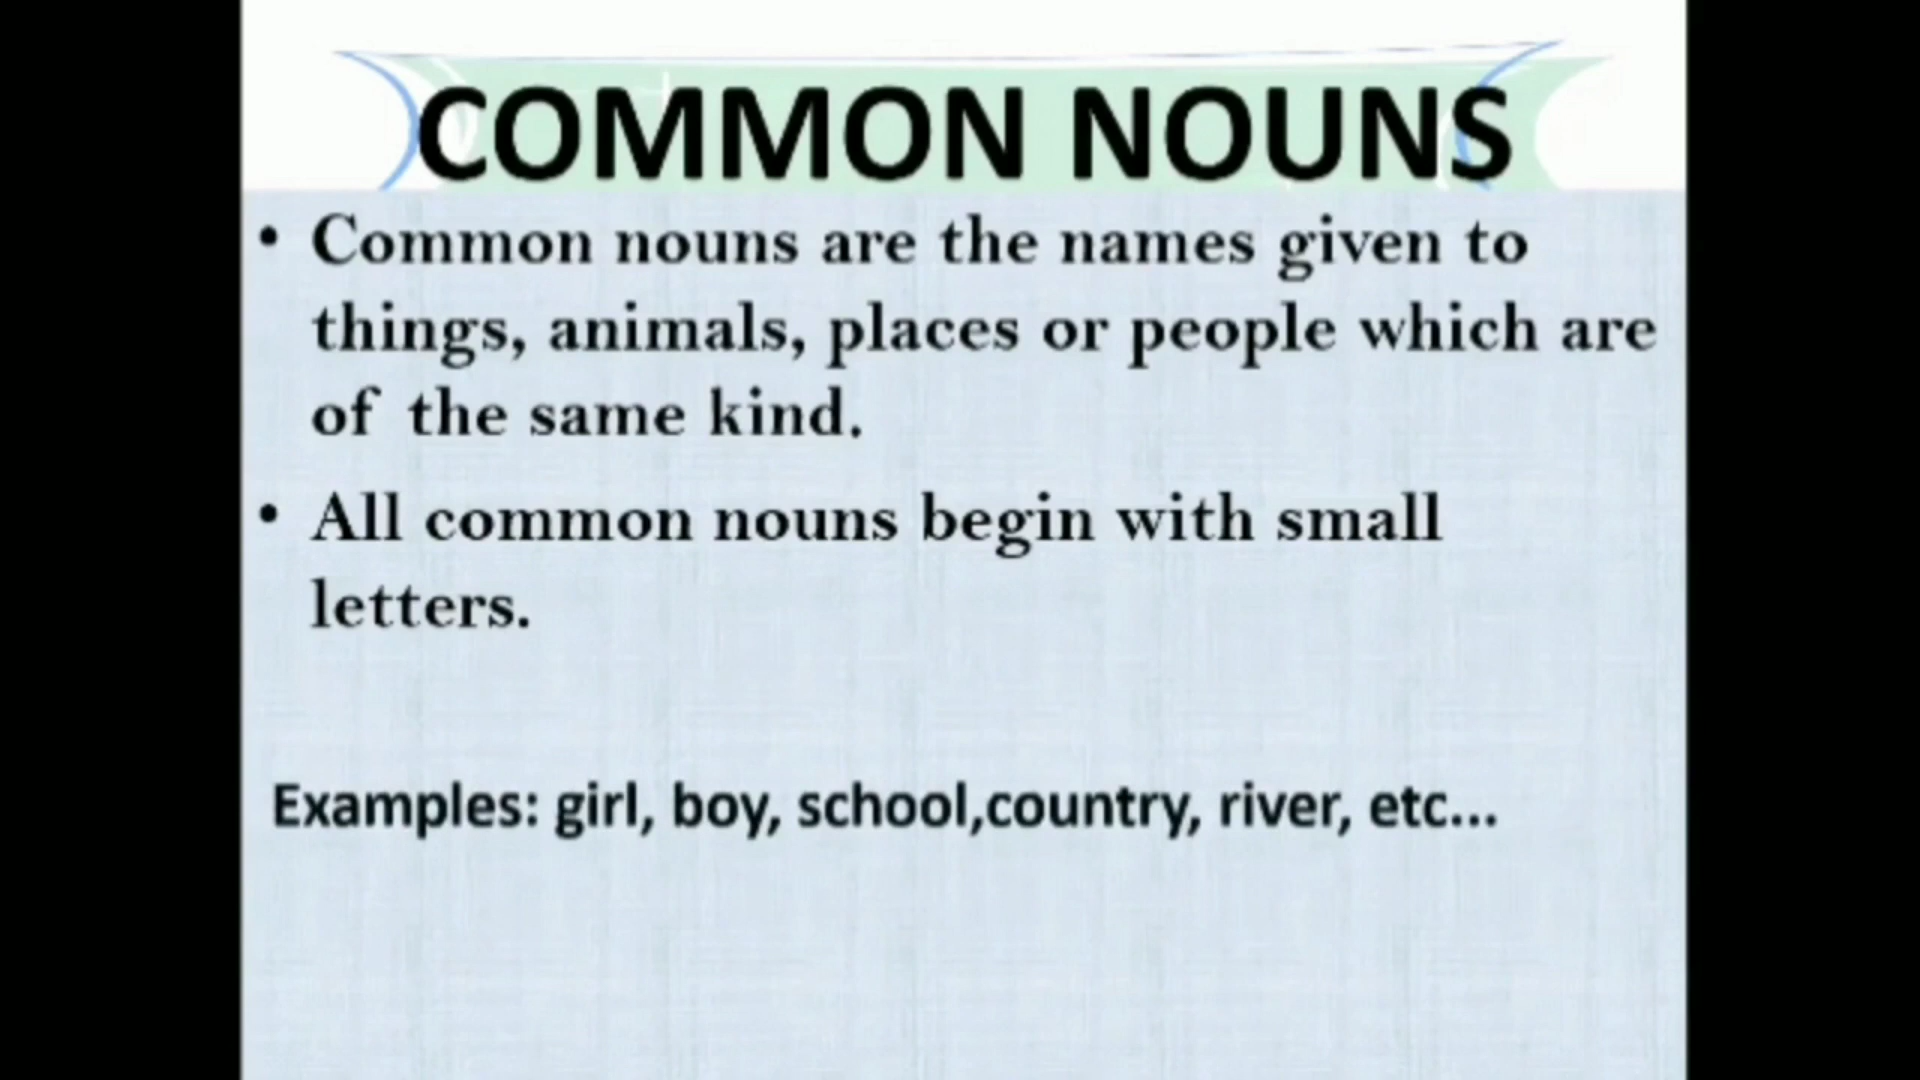 COMMON NOUNS
• Common nouns are the names given to
things, animals, places or people which are
of the same kind.
• All common nouns begin with small
letters.
Examples: girl, boy, school,country, river, etc...